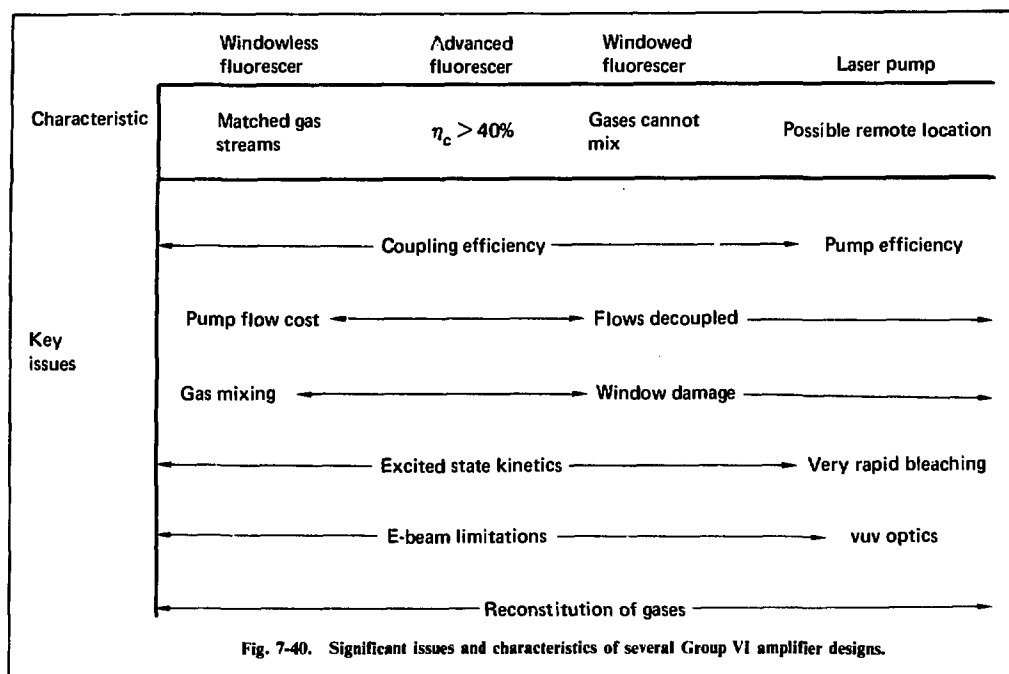 Windowless fluorescer
Advanced fluorescer
Windowed fluorescer
Laser pump
Characteristic
Matched gas streams
η_c > 40%
Gases cannot mix
Possible remote location
Key issues
Coupling efficiency
Pump efficiency
Pump flow cost
Flows decoupled
Gas mixing
Window damage
Excited state kinetics
Very rapid bleaching
E-beam limitations
vuv optics
Reconstitution of gases
Fig. 7-40. Significant issues and characteristics of several Group VI amplifier designs.